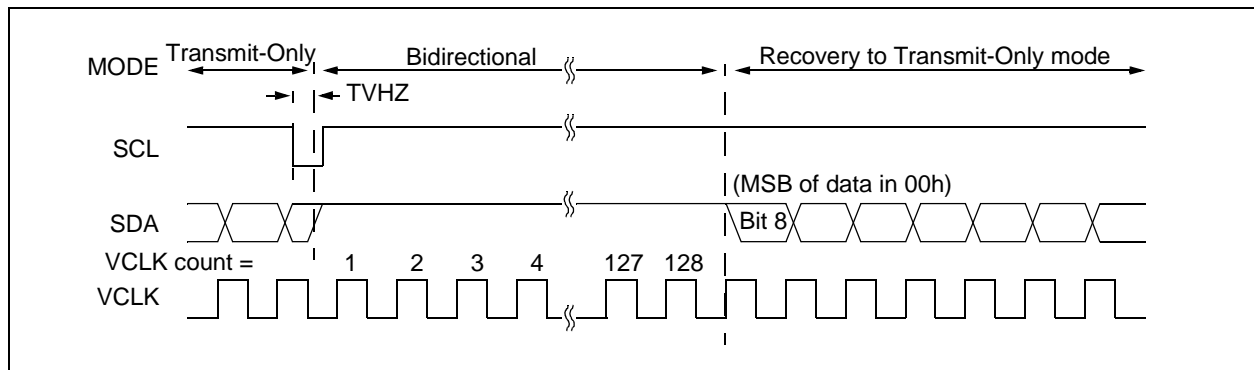 Transmit-Only
Bidirectional
Recovery to Transmit-Only mode
MODE
TVHZ
SCL
(MSB of data in 00h)
SDA
Bit 8
VCLK count = 1 2 3 4 127 128
VCLK